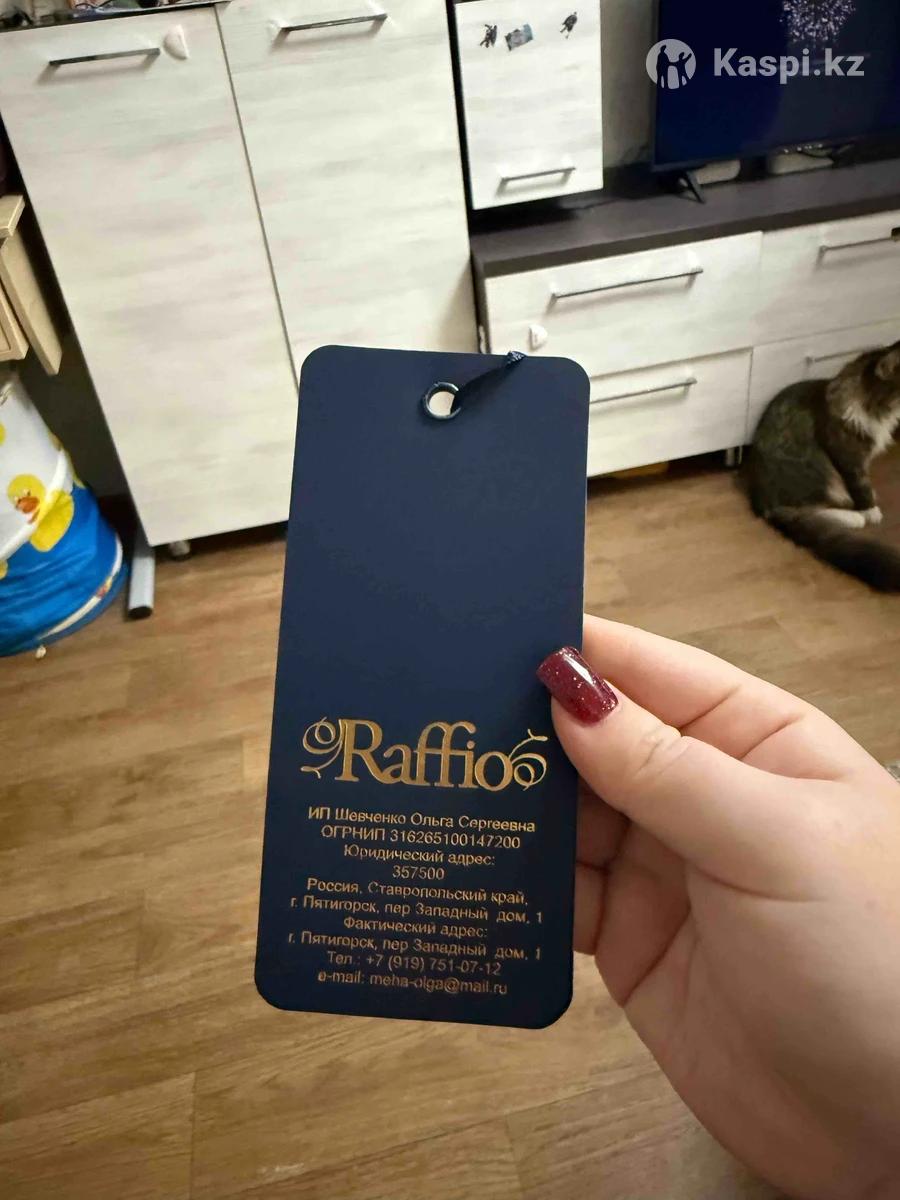 Kaspi.kz
Raffio
ИП Шевченко Ольга Сергеевна
ОГРНИП 316265100147200
Юридический адрес:
357500
Россия, Ставропольский край,
г. Пятигорск, пер Западный дом, 1
Фактический адрес:
г. Пятигорск, пер Западный дом, 1
Тел.: +7 (919) 751-07-12
e-mail: meha-olga@mail.ru